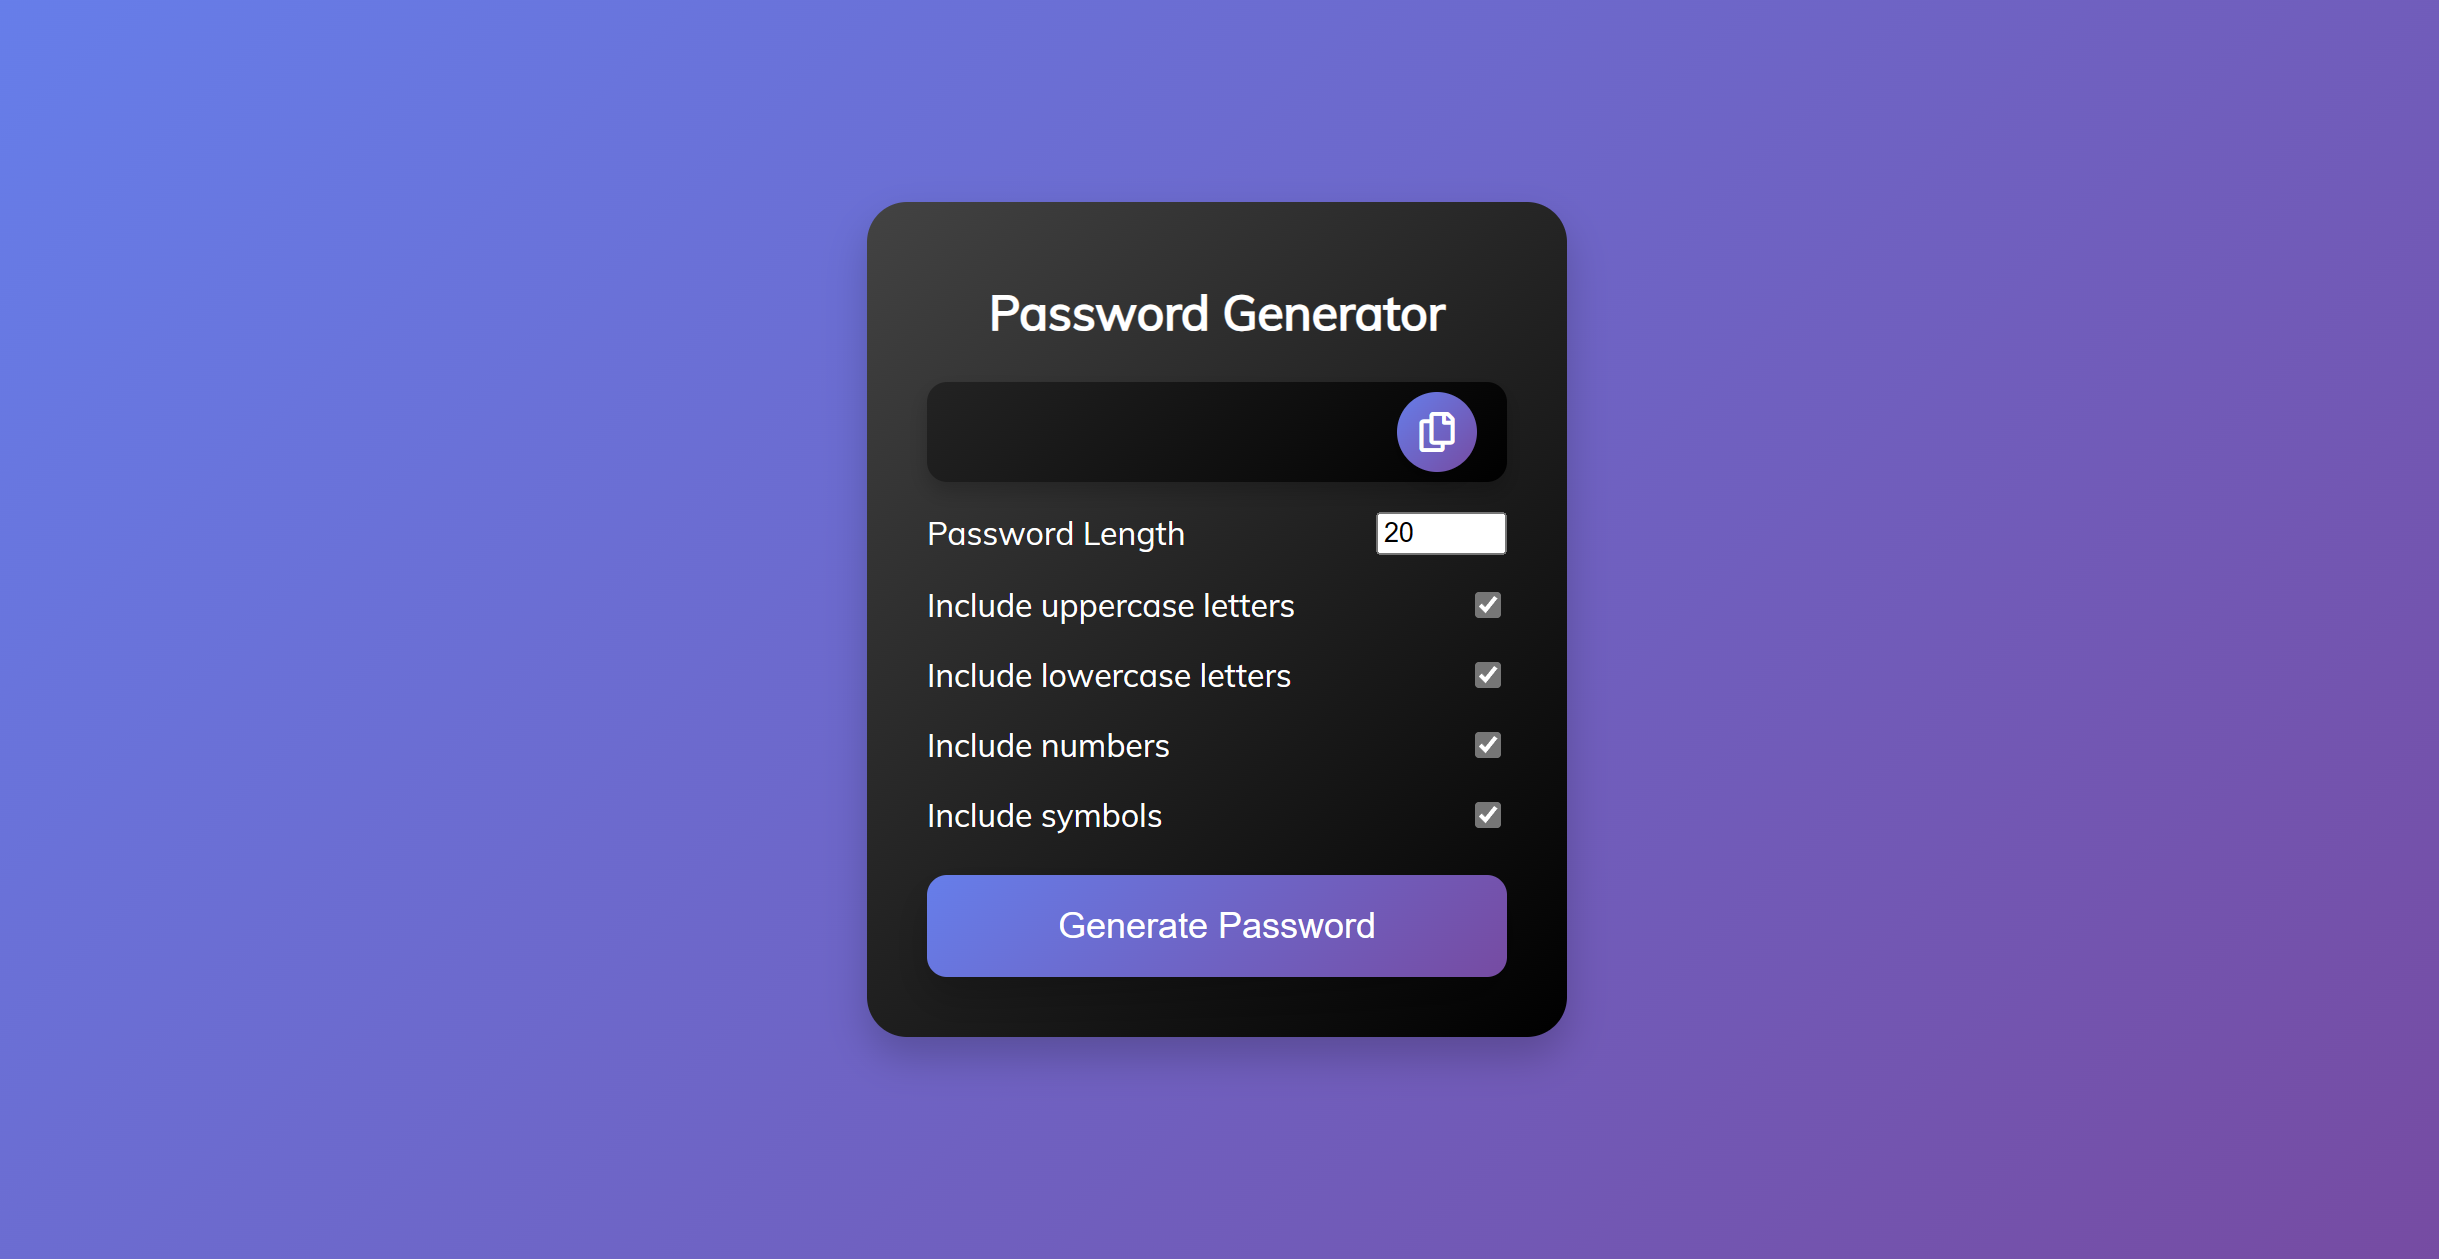 Password Generator
Password Length 20
Include uppercase letters
Include lowercase letters
Include numbers
Include symbols
Generate Password